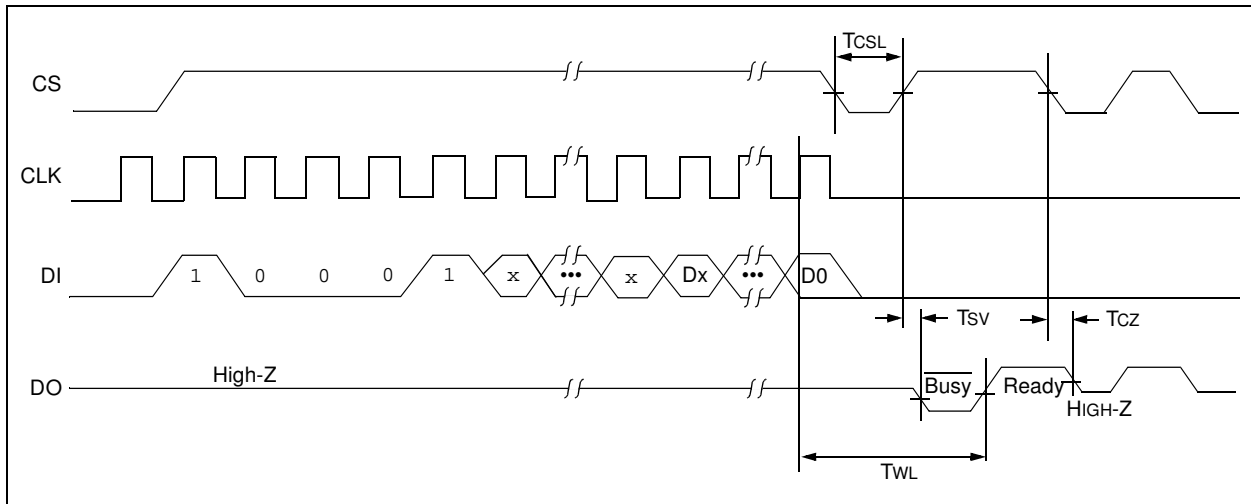 TCSL
CS
CLK
DI
1 0 0 0 1 x ••• x Dx ••• D0
TSV
TCZ
DO
High-Z
Busy
Ready
HIGH-Z
TWL